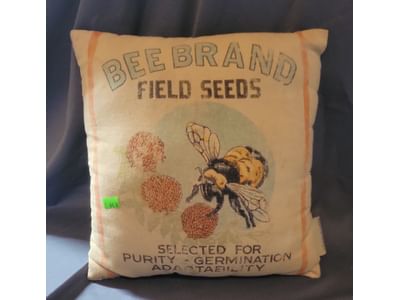 BEE BRAND
FIELD SEEDS
SELECTED FOR
PURITY - GERMINATION
ADAPTABILITY